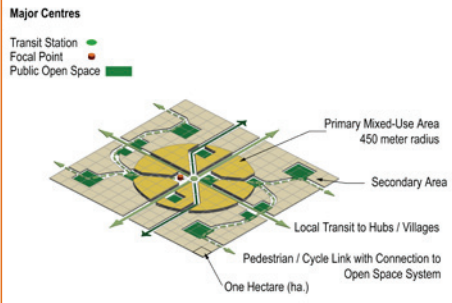 Major Centres
Transit Station
Focal Point
Public Open Space
Primary Mixed-Use Area
450 meter radius
Secondary Area
Local Transit to Hubs / Villages
Pedestrian / Cycle Link with Connection to
Open Space System
One Hectare (ha.)